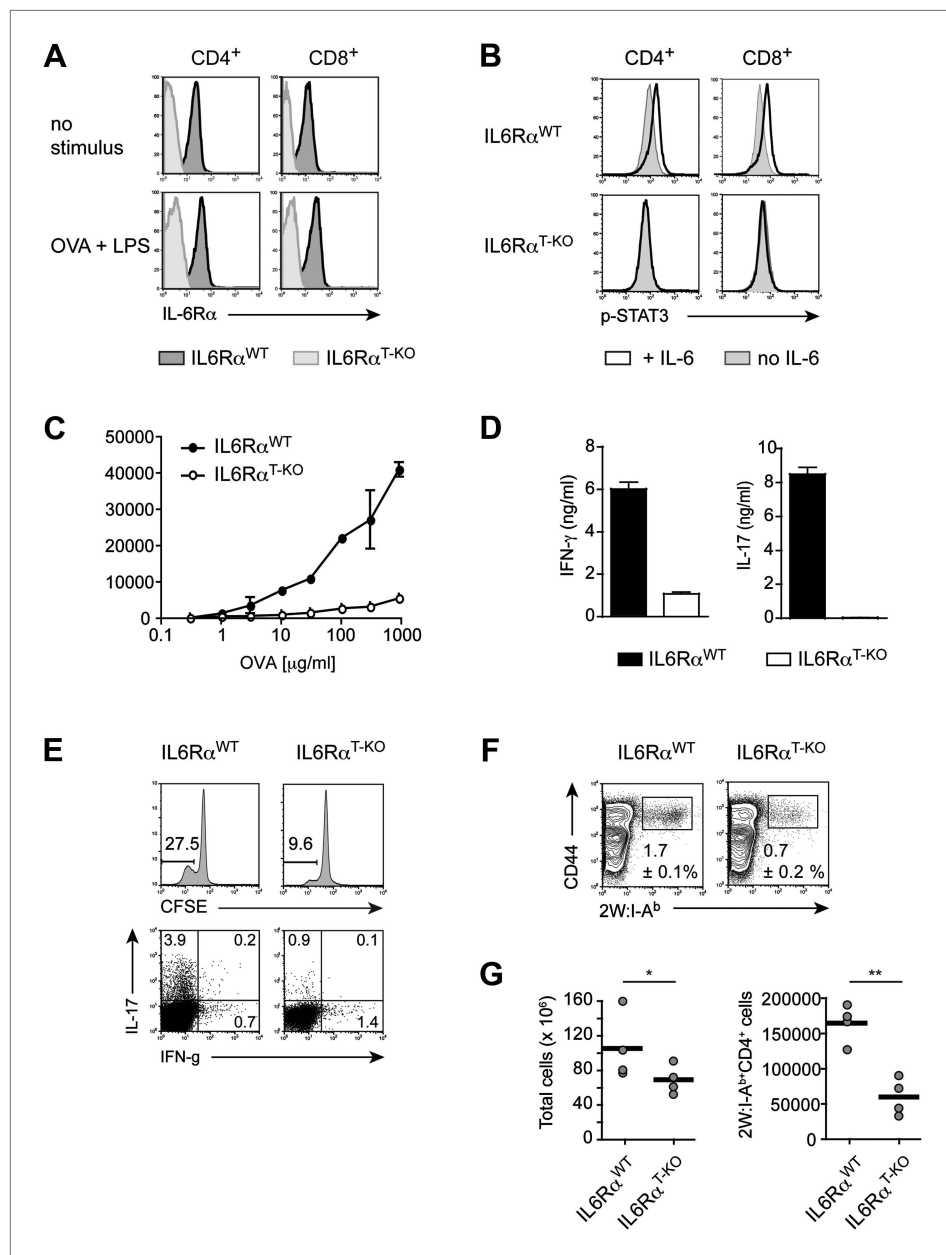 A
CD4+ CD8+
no
stimulus
OVA + LPS
IL-6Rα
IL6RαWT IL6RαT-KO
B
CD4+ CD8+
IL6RαWT
IL6RαT-KO
p-STAT3
+ IL-6 no IL-6
C
50000
40000
30000
20000
10000
0
0.1 1 10 100 1000
OVA [μg/ml]
IL6RαWT
IL6RαT-KO
D
IFN-γ (ng/ml)
8
6
4
2
0
IL-17 (ng/ml)
10
8
6
4
2
0
IL6RαWT IL6RαT-KO
E
IL6RαWT IL6RαT-KO
27.5 9.6
CFSE
3.9 0.2 0.9 0.1
0.7 1.4
IL-17
IFN-g
F
IL6RαWT IL6RαT-KO
CD44
1.7 0.7
± 0.1% ± 0.2 %
2W:I-Ab
G
* **
Total cells (x 10⁶)
160
120
80
40
0
IL6RαWT
IL6RαT-KO
2W:I-Ab+CD4+ cells
200000
150000
100000
50000
0
IL6RαWT
IL6RαT-KO